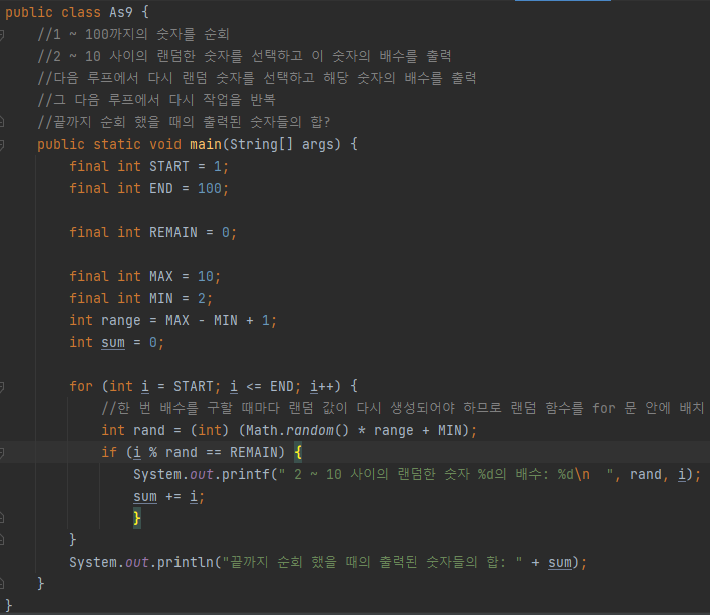 public class As9 {
    //1 ~ 100까지의 숫자를 순회
    //2 ~ 10 사이의 랜덤한 숫자를 선택하고 이 숫자의 배수를 출력
    //다음 루프에서 다시 랜덤 숫자를 선택하고 해당 숫자의 배수를 출력
    //그 다음 루프에서 다시 작업을 반복
    //끝까지 순회 했을 때의 출력된 숫자들의 합?
    public static void main(String[] args) {
        final int START = 1;
        final int END = 100;

        final int REMAIN = 0;

        final int MAX = 10;
        final int MIN = 2;
        int range = MAX - MIN + 1;
        int sum = 0;

        for (int i = START; i <= END; i++) {
            //한 번 배수를 구할 때마다 랜덤 값이 다시 생성되어야 하므로 랜덤 함수를 for 문 안에 배치
            int rand = (int) (Math.random() * range + MIN);
            if (i % rand == REMAIN) {
                System.out.printf(" 2 ~ 10 사이의 랜덤한 숫자 %d의 배수: %d\n  ", rand, i);
                sum += i;
                }
        }
        System.out.println("끝까지 순회 했을 때의 출력된 숫자들의 합: " + sum);
    }
}